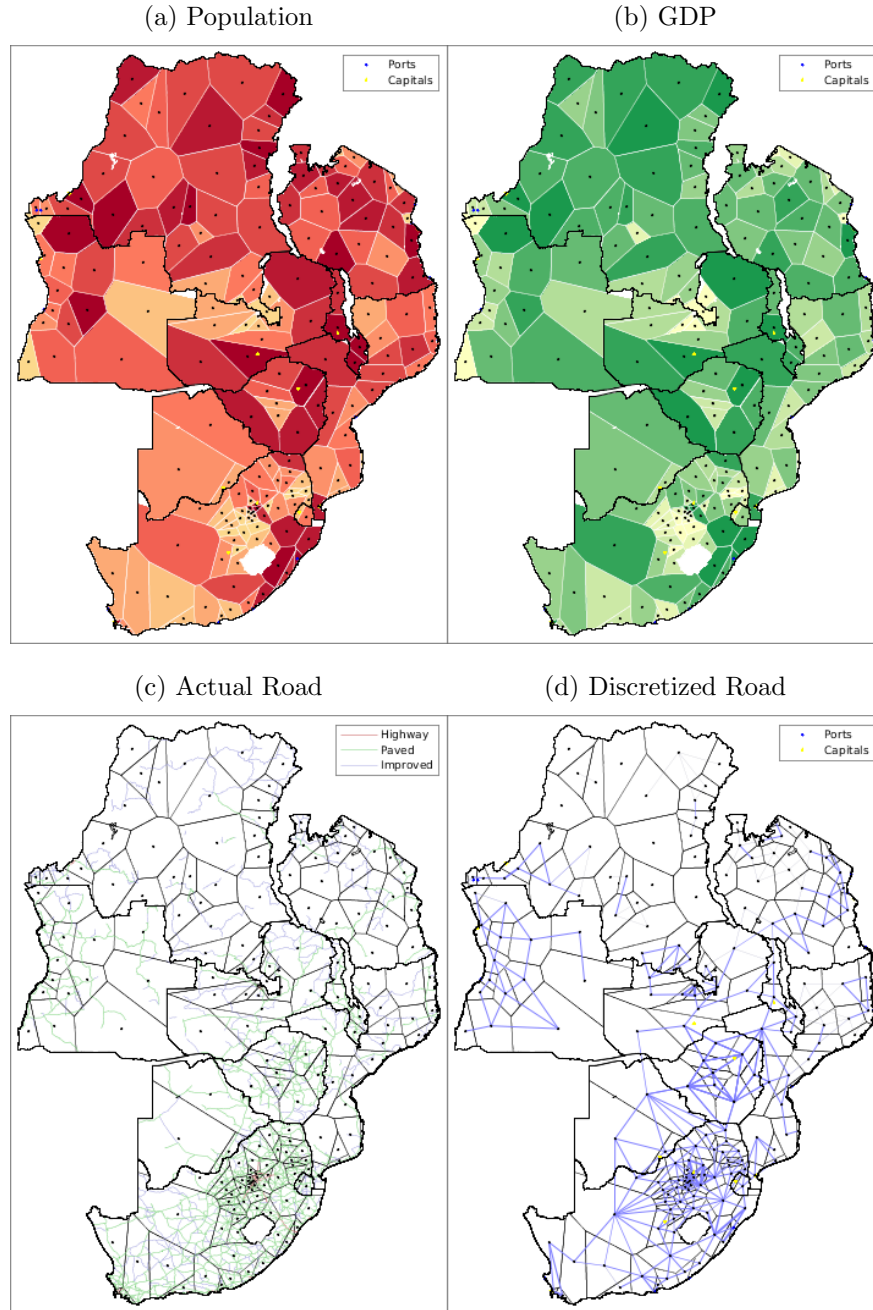 (a) Population
(b) GDP
Ports
Capitals
Ports
Capitals
(c) Actual Road
(d) Discretized Road
Highway
Paved
Improved
Ports
Capitals